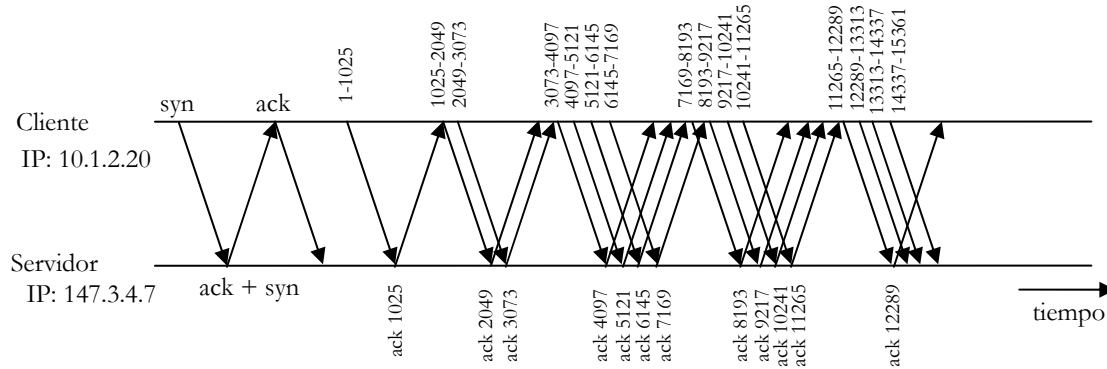 syn
ack
1-1025
1025-2049
2049-3073
3073-4097
4097-5121
5121-6145
6145-7169
7169-8193
8193-9217
9217-10241
10241-11265
11265-12289
12289-13313
13313-14337
14337-15361
Cliente
IP: 10.1.2.20
Servidor
IP: 147.3.4.7
ack + syn
ack 1025
ack 2049
ack 3073
ack 4097
ack 5121
ack 6145
ack 7169
ack 8193
ack 9217
ack 10241
ack 11265
ack 12289
tiempo